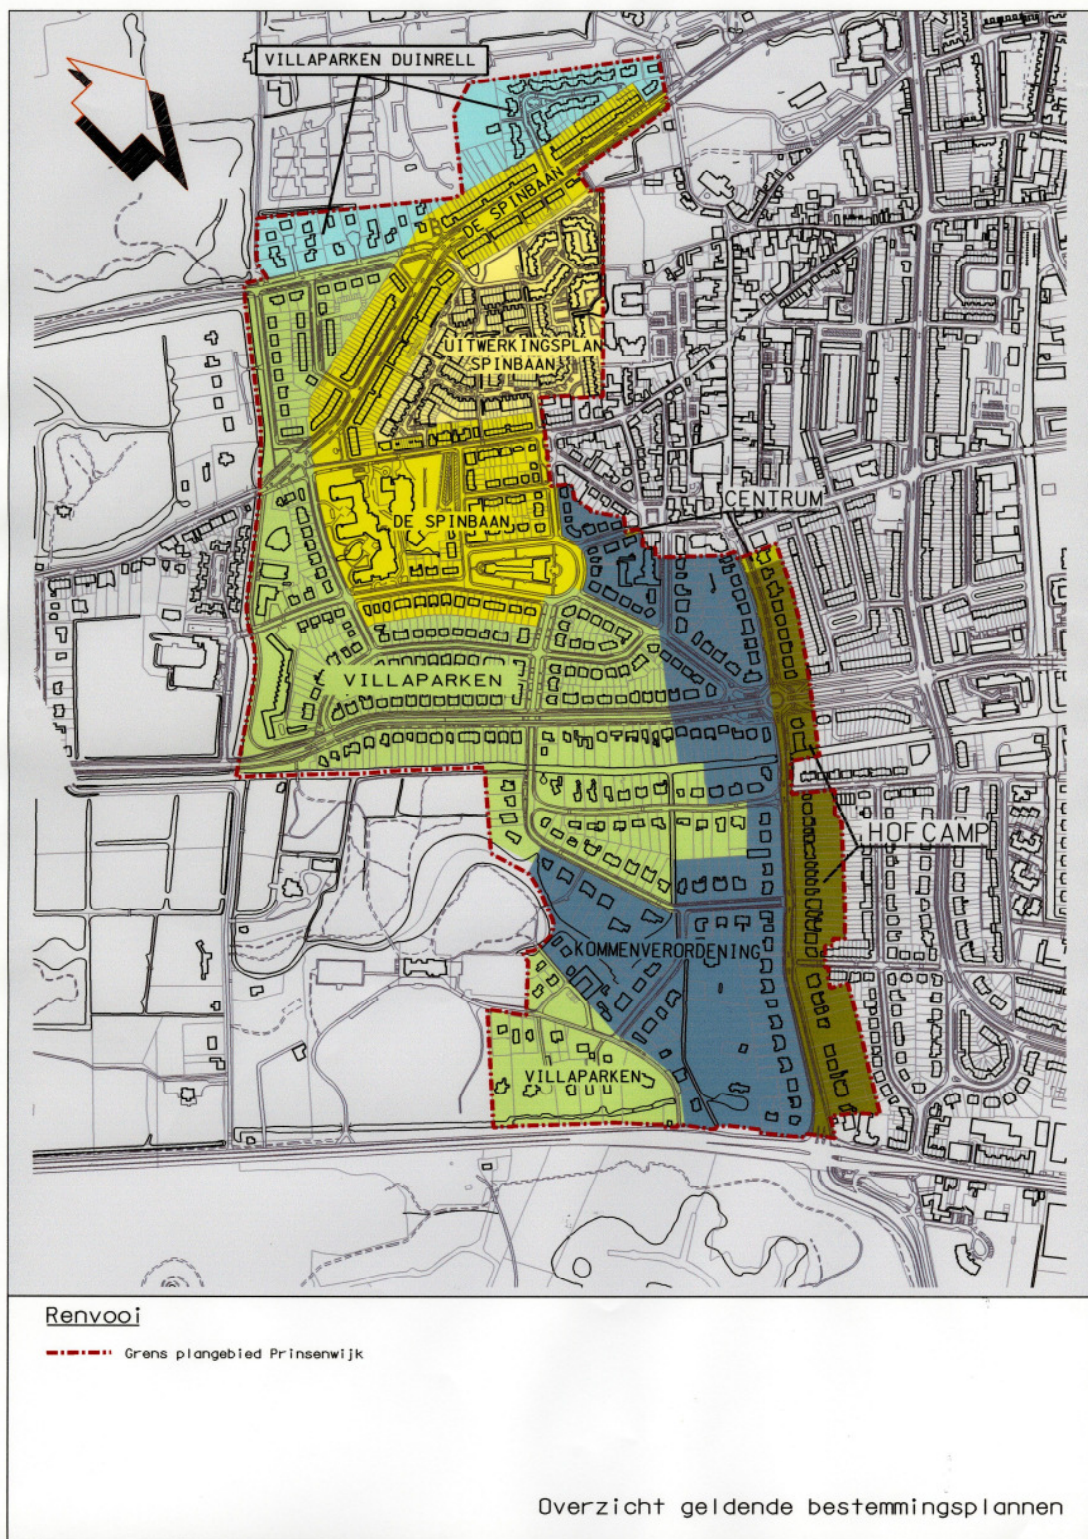 VILLAPARKEN DUINRELL
DE SPINBAAN
UITWERKINGSPLAN
SPINBAAN
CENTRUM
DE SPINBAAN
VILLAPARKEN
HOFCAMP
KOMMENVERORDENING
VILLAPARKEN
Renvooi
Grens plangebied Prinsenwijk
Overzicht geldende bestemmingsplannen